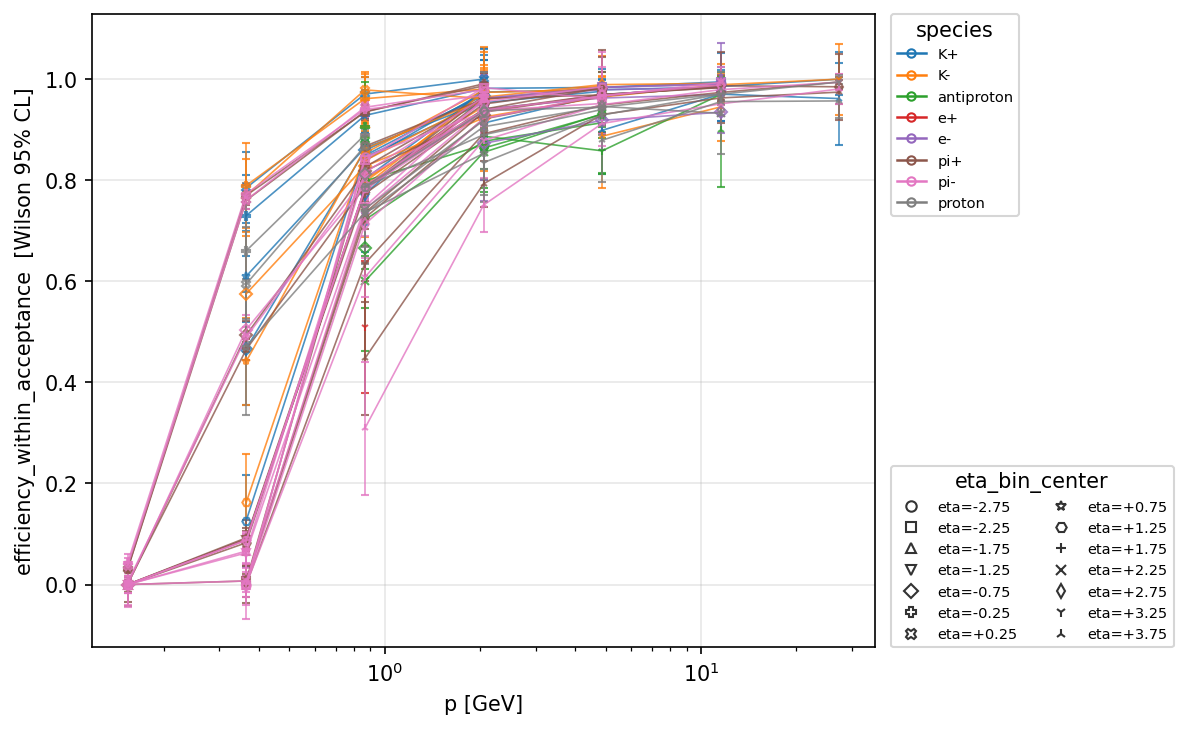 species
K+
K-
antiproton
e+
e-
pi+
pi-
proton
efficiency_within_acceptance [Wilson 95% CL]
1.0
0.8
0.6
0.4
0.2
0.0
10⁰
10¹
p [GeV]
eta_bin_center
eta=-2.75
eta=-2.25
eta=-1.75
eta=-1.25
eta=-0.75
eta=-0.25
eta=+0.25
eta=+0.75
eta=+1.25
eta=+1.75
eta=+2.25
eta=+2.75
eta=+3.25
eta=+3.75